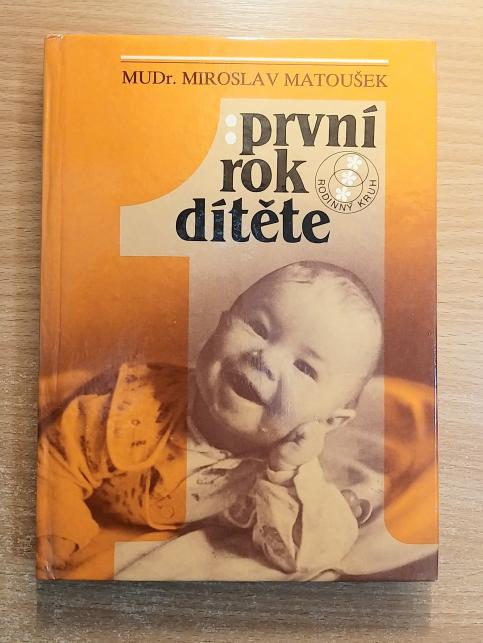 MUDr. MIROSLAV MATOUŠEK
:první
rok
dítěte
RODINNÝ KRUH
1